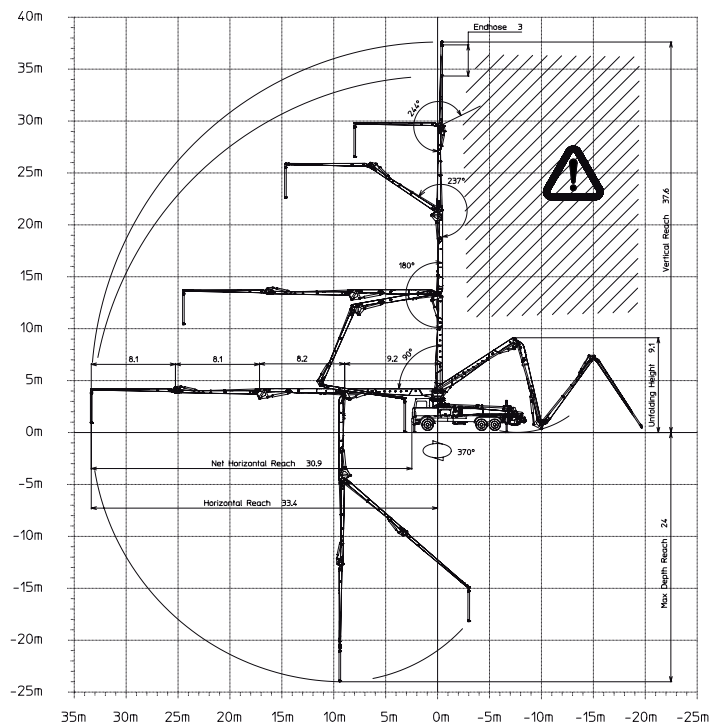 40m
35m
30m
25m
20m
15m
10m
5m
0m
-5m
-10m
-15m
-20m
-25m
Endhose 3
244°
237°
180°
90°
Vertical Reach 37.6
8.1 8.1 8.2 9.2
Unfolding Height 9.1
370°
Net Horizontal Reach 30.9
Horizontal Reach 33.4
Max Depth Reach 24
35m 30m 25m 20m 15m 10m 5m 0m -5m -10m -15m -20m -25m